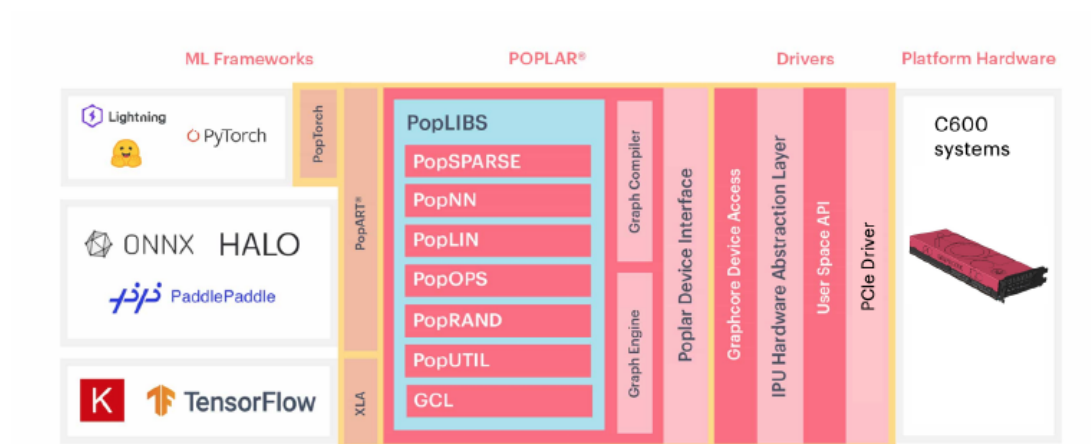 ML Frameworks
POPLAR®
Drivers
Platform Hardware
Lightning
PyTorch
PopTorch
ONNX HALO
PaddlePaddle
PopART®
K TensorFlow
XLA
PopLIBS
PopSPARSE
PopNN
PopLIN
PopOPS
PopRAND
PopUTIL
GCL
Graph Compiler
Graph Engine
Poplar Device Interface
Graphcore Device Access
IPU Hardware Abstraction Layer
User Space API
PCIe Driver
C600
systems